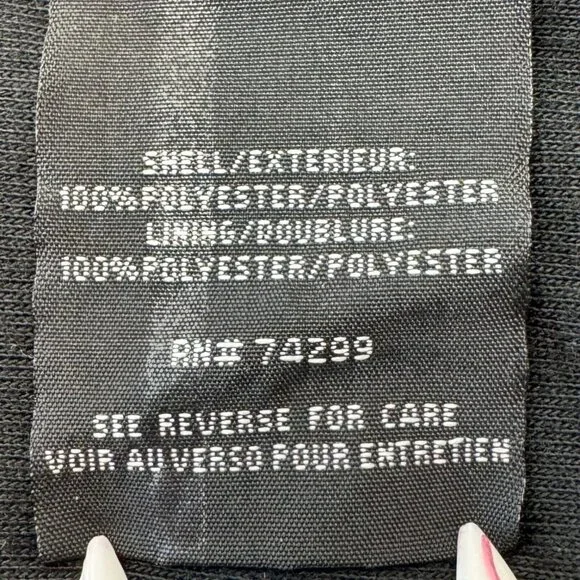 SHELL/EXTERIEUR:
100%POLYESTER/POLYESTER
LINING/DOUBLURE:
100%POLYESTER/POLYESTER
RN# 74299
SEE REVERSE FOR CARE
VOIR AU VERSO POUR ENTRETIEN